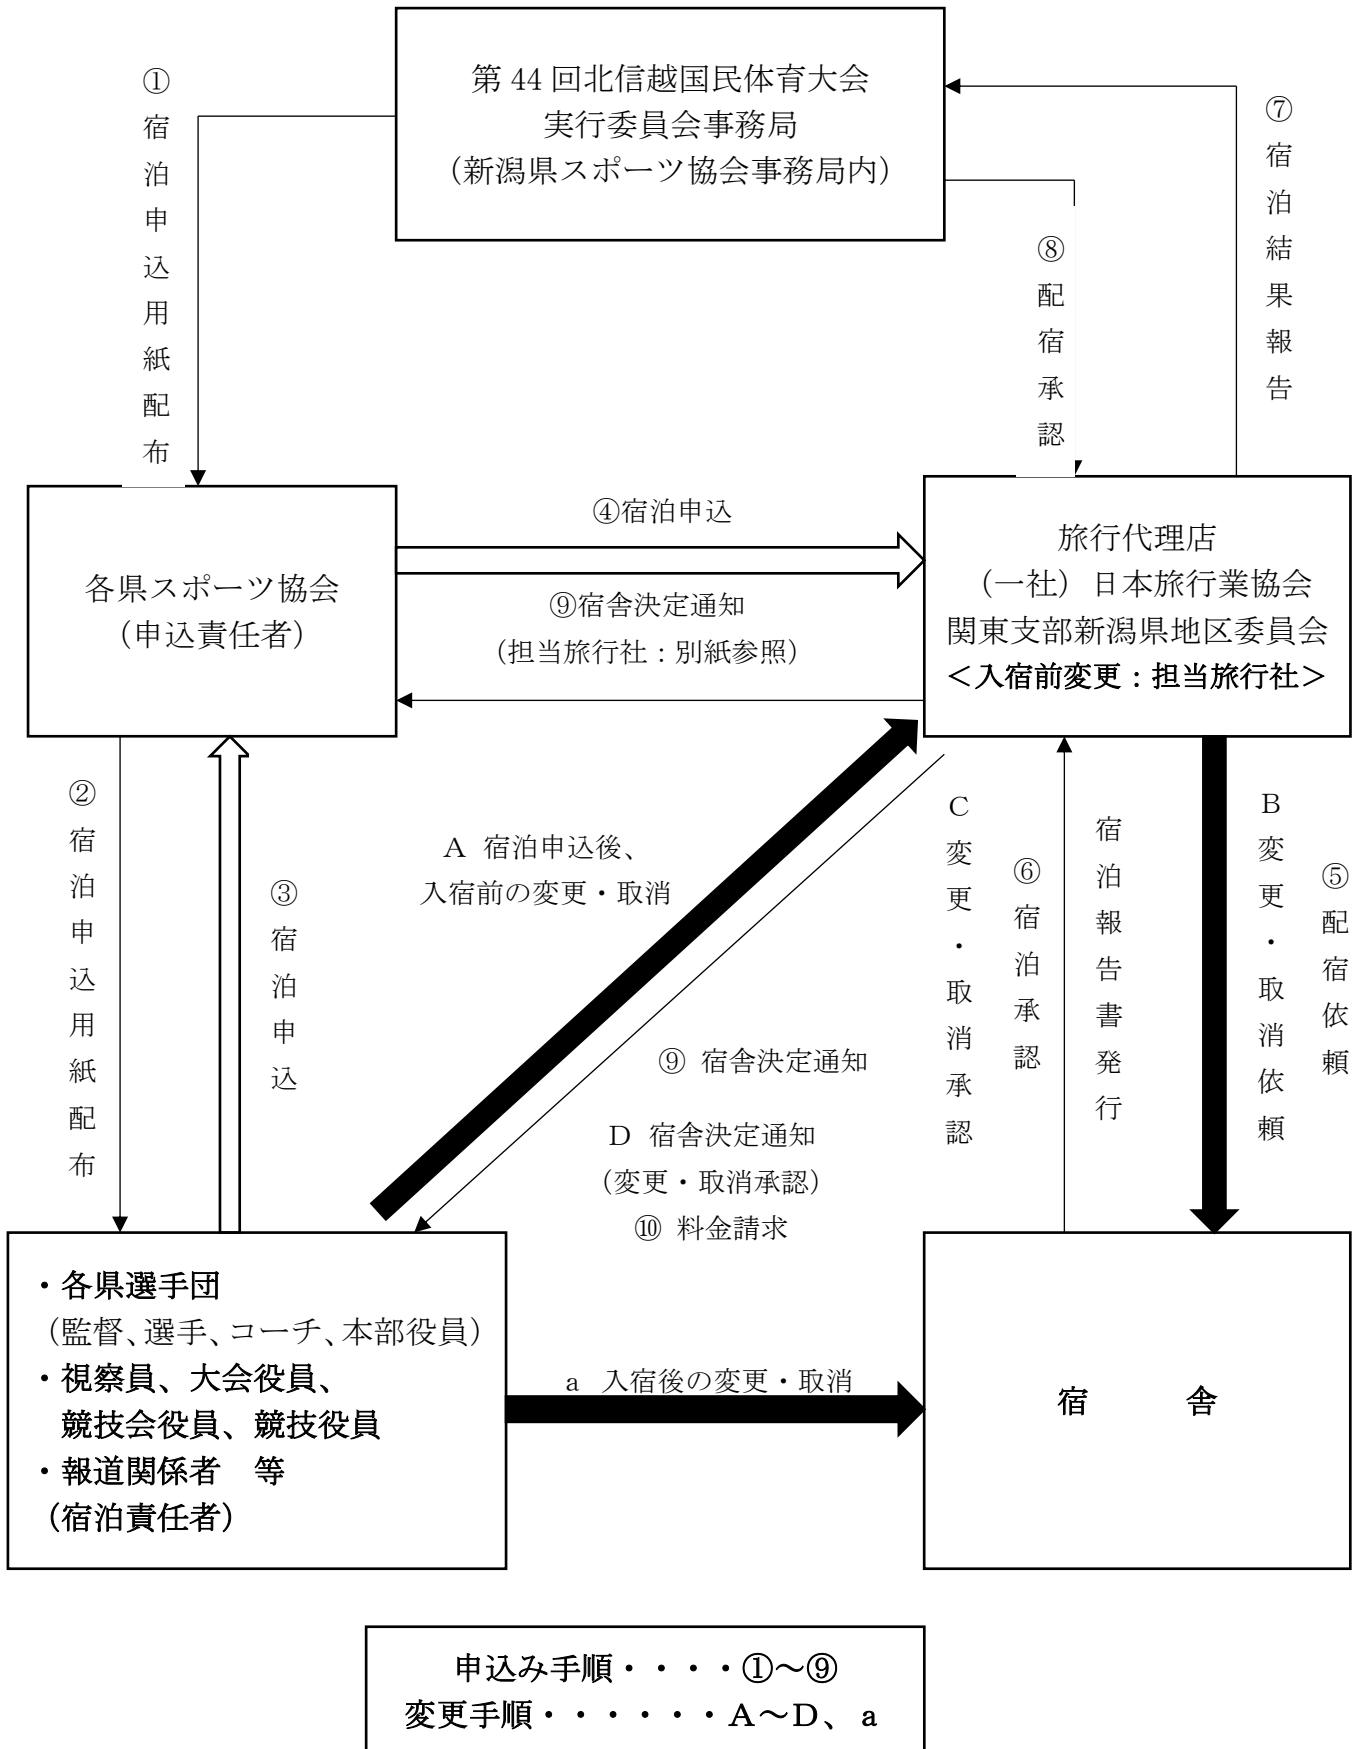 第 44 回北信越国民体育大会
実行委員会事務局
（新潟県スポーツ協会事務局内）
①宿泊申込用紙配布
⑦宿泊結果報告
⑧配宿承認
各県スポーツ協会
（申込責任者）
④宿泊申込
⑨宿舎決定通知
（担当旅行社：別紙参照）
旅行代理店
（一社）日本旅行業協会
関東支部新潟県地区委員会
＜入宿前変更：担当旅行社＞
②宿泊申込用紙配布
③宿泊申込
A 宿泊申込後、
入宿前の変更・取消
⑨ 宿舎決定通知
D 宿舎決定通知
（変更・取消承認）
⑩ 料金請求
C変更・取消承認
⑥宿泊承認
宿泊報告書発行
B変更・取消依頼
⑤配宿依頼
・各県選手団
（監督、選手、コーチ、本部役員）
・視察員、大会役員、
競技会役員、競技役員
・報道関係者　等
（宿泊責任者）
a 入宿後の変更・取消
宿　　舎
申込み手順・・・・①～⑨
変更手順・・・・・・A～D、a